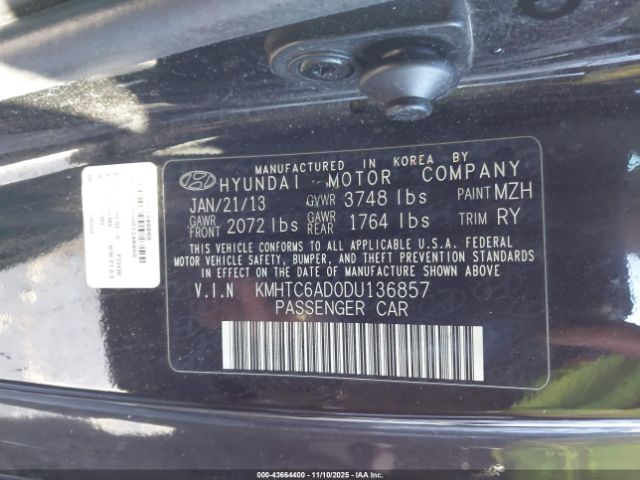 MANUFACTURED IN KOREA BY
HYUNDAI MOTOR COMPANY
JAN/21/13 GVWR 3748 lbs PAINT MZH
GAWR FRONT 2072 lbs GAWR REAR 1764 lbs TRIM RY
THIS VEHICLE CONFORMS TO ALL APPLICABLE U.S.A. FEDERAL
MOTOR VEHICLE SAFETY, BUMPER, AND THEFT PREVENTION STANDARDS
IN EFFECT ON THE DATE OF MANUFACTURE SHOWN ABOVE
V.I.N KMHTC6AD0DU136857
PASSENGER CAR
000-43664400 - 11/10/2025 - IAAI.COM